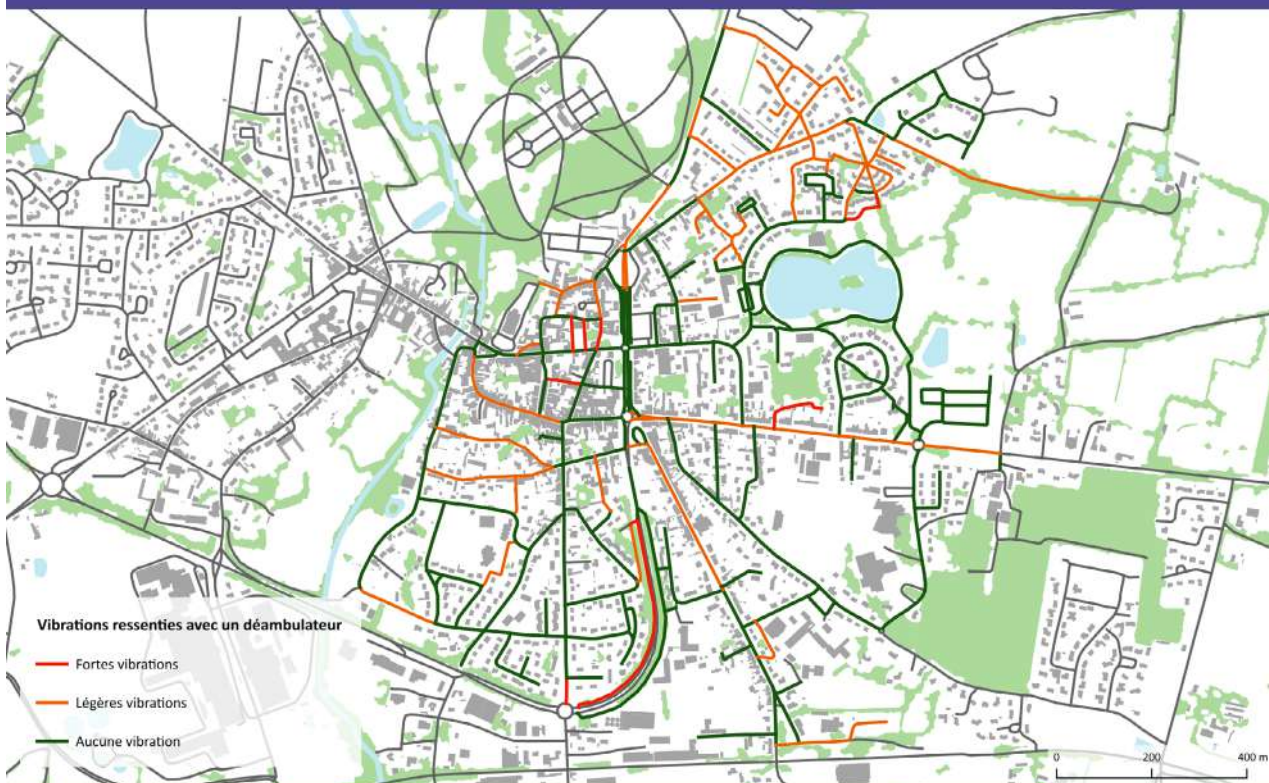 Vibrations ressenties avec un déambulateur
Fortes vibrations
Légères vibrations
Aucune vibration
0 200 400 m